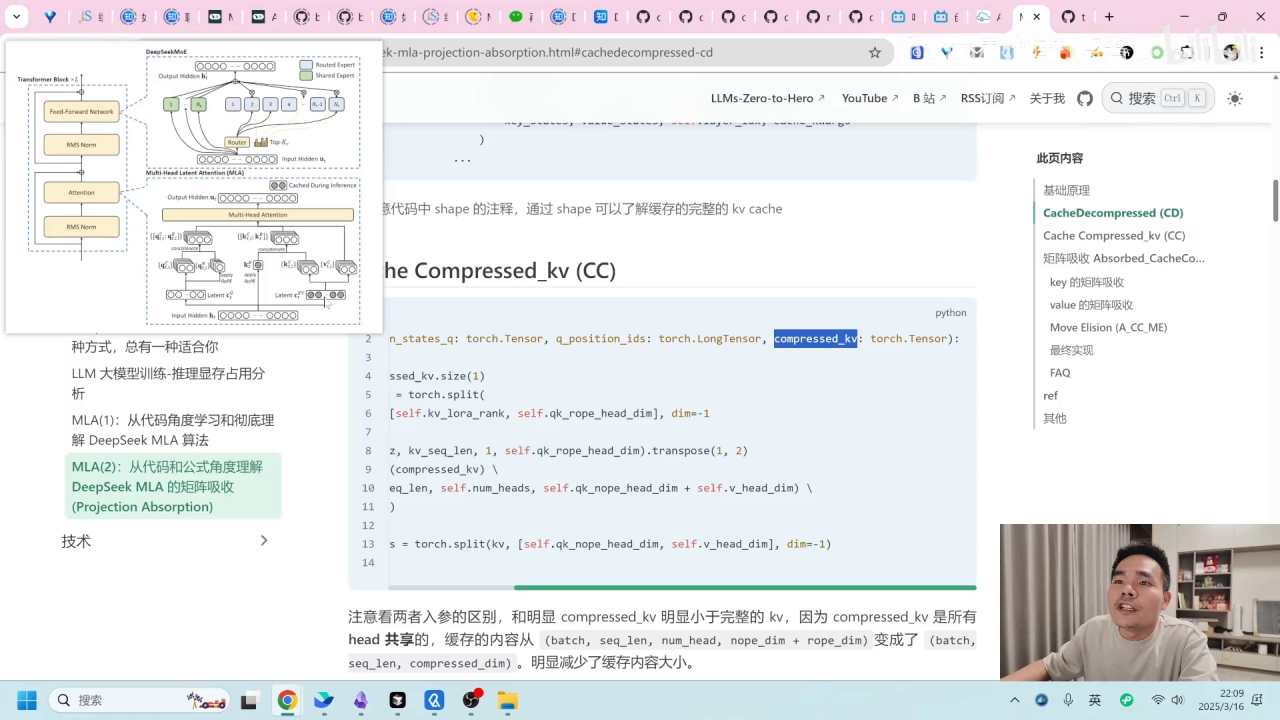 ek-mla-projection-absorption.html#cachedecompressed-cd
LLMs-Zero-to-Hero
YouTube
B 站
RSS订阅
关于我
搜索
Ctrl
K
DeepSeekMoE
Routed Expert
Shared Expert
Output Hidden
Transformer Block ×L
Feed-Forward Network
RMS Norm
Attention
RMS Norm
Router
Input Hidden
Multi-Head Latent Attention (MLA)
Cached During Inference
Output Hidden
Multi-Head Attention
concatenate
concatenate
apply
RoPE
apply
RoPE
Latent
Latent
Input Hidden
)
...
代码中 shape 的注释，通过 shape 可以了解缓存的完整的 kv cache
he Compressed_kv (CC)
python
2 n_states_q: torch.Tensor, q_position_ids: torch.LongTensor, compressed_kv: torch.Tensor):
3
4 ssed_kv.size(1)
5 = torch.split(
6 [self.kv_lora_rank, self.qk_rope_head_dim], dim=-1
7
8 z, kv_seq_len, 1, self.qk_rope_head_dim).transpose(1, 2)
9 (compressed_kv) \
10 eq_len, self.num_heads, self.qk_nope_head_dim + self.v_head_dim) \
11 )
12
13 s = torch.split(kv, [self.qk_nope_head_dim, self.v_head_dim], dim=-1)
14
注意看两者入参的区别，和明显 compressed_kv 明显小于完整的 kv，因为 compressed_kv 是所有
head 共享的，缓存的内容从 (batch, seq_len, num_head, nope_dim + rope_dim) 变成了 (batch,
seq_len, compressed_dim) 。明显减少了缓存内容大小。
种方式，总有一种适合你
LLM 大模型训练-推理显存占用分
析
MLA(1)：从代码角度学习和彻底理
解 DeepSeek MLA 算法
MLA(2)：从代码和公式角度理解
DeepSeek MLA 的矩阵吸收
(Projection Absorption)
技术
此页内容
基础原理
CacheDecompressed (CD)
Cache Compressed_kv (CC)
矩阵吸收 Absorbed_CacheCo...
key 的矩阵吸收
value 的矩阵吸收
Move Elision (A_CC_ME)
最终实现
FAQ
ref
其他
搜索
英
22:09
2025/3/16